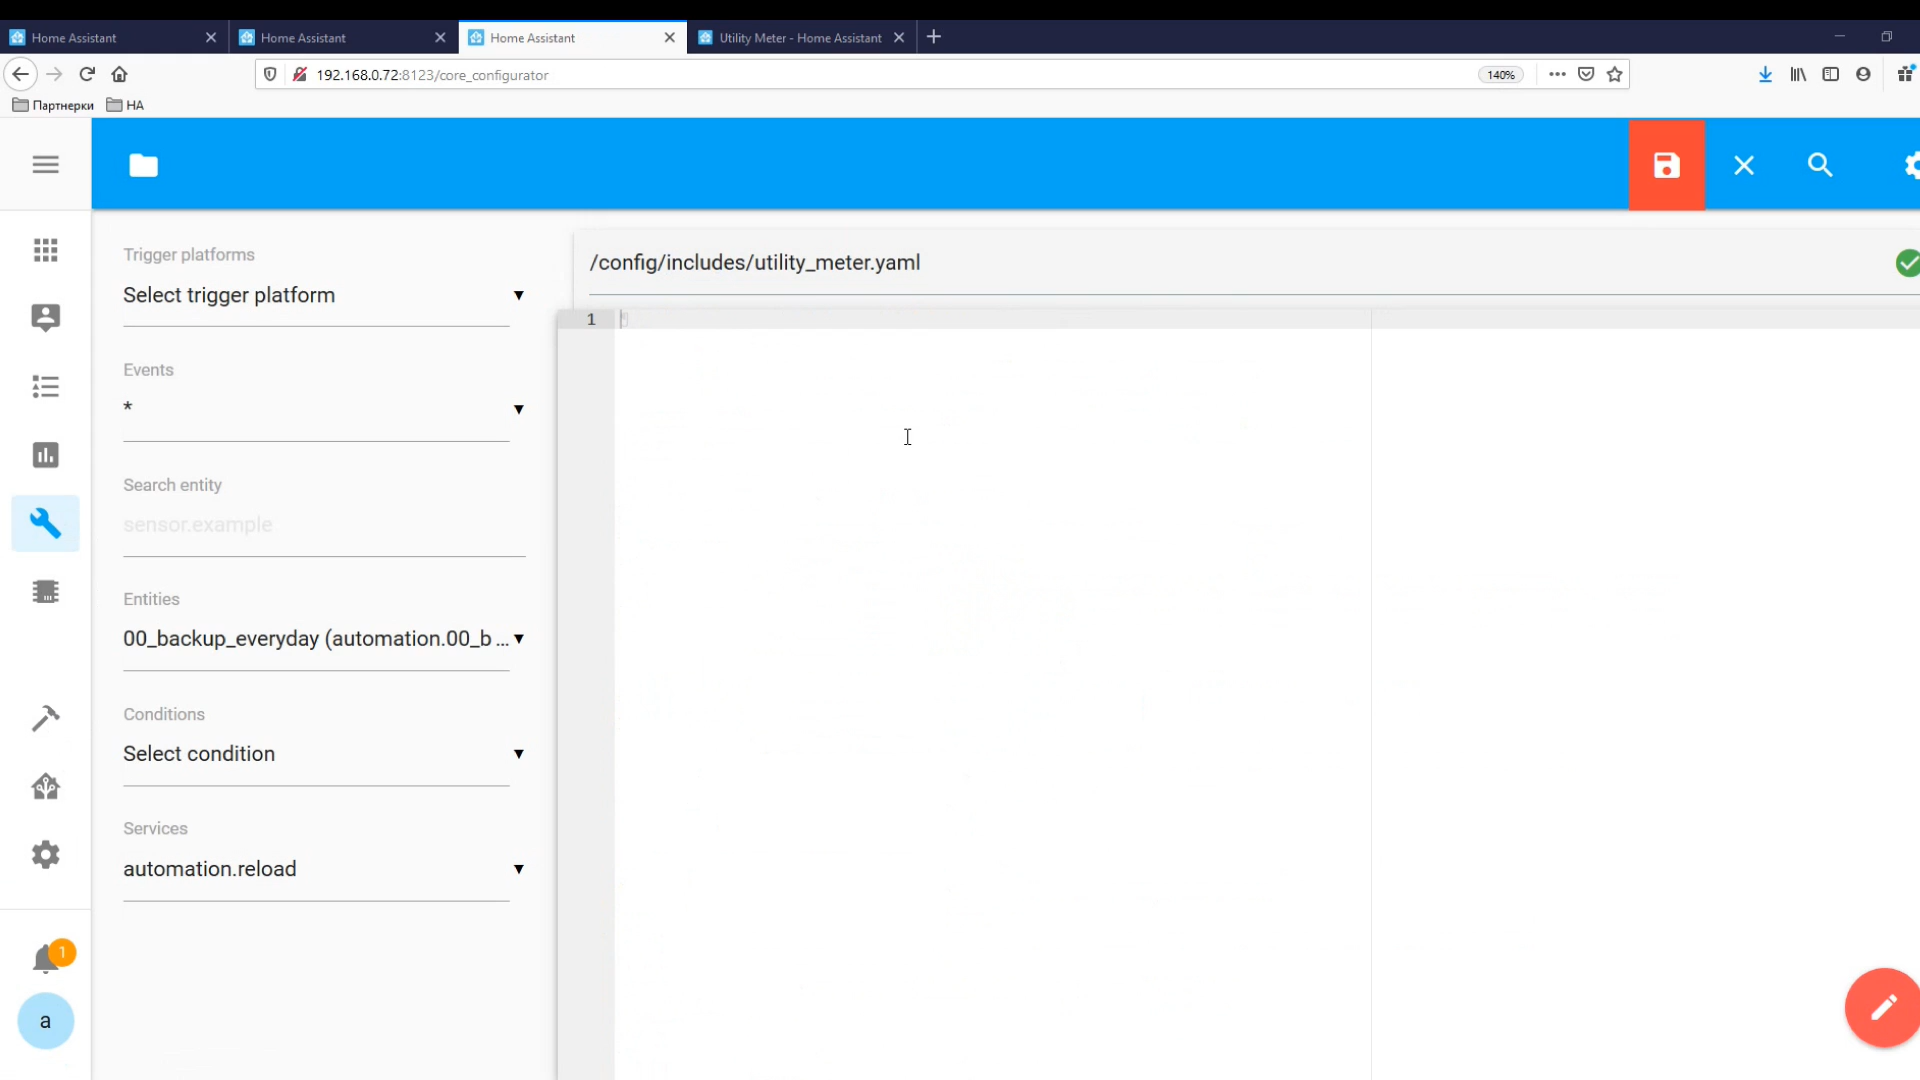 Home Assistant
Home Assistant
Home Assistant
Utility Meter - Home Assistant
192.168.0.72:8123/core_configurator
140%
Партнерки
HA
Trigger platforms
Select trigger platform
Events
*
Search entity
sensor.example
Entities
00_backup_everyday (automation.00_b ...
Conditions
Select condition
Services
automation.reload
/config/includes/utility_meter.yaml
1
1
a